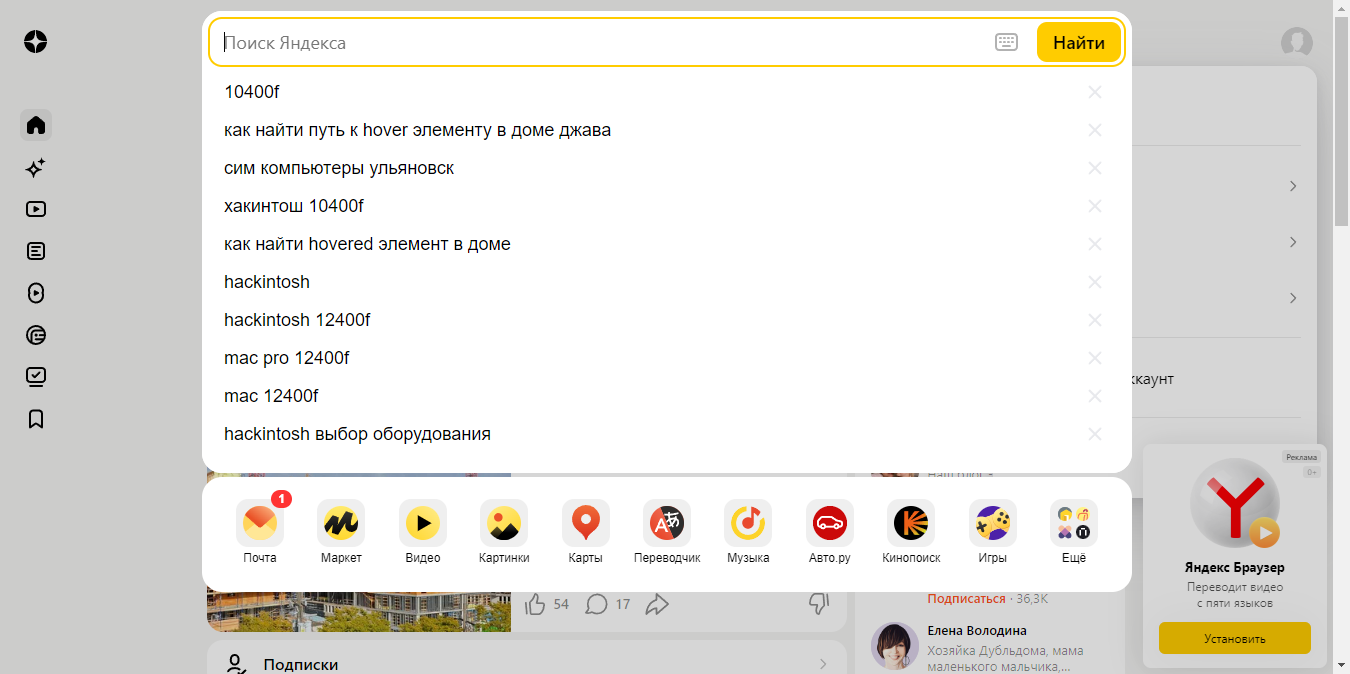 Поиск Яндекса
Найти
10400f
как найти путь к hover элементу в доме джава
сим компьютеры ульяновск
хакинтош 10400f
как найти hovered элемент в доме
hackintosh
hackintosh 12400f
mac pro 12400f
mac 12400f
hackintosh выбор оборудования
ккаунт
1
Почта
Маркет
Видео
Картинки
Карты
Переводчик
Музыка
Авто.ру
Кинопоиск
Игры
Ещё
54
17
Подписаться · 36,3K
Елена Володина
Хозяйка Дубльдома, мама
маленького мальчика,...
Подписки
Реклама
0+
Яндекс Браузер
Переводит видео
с пяти языков
Установить